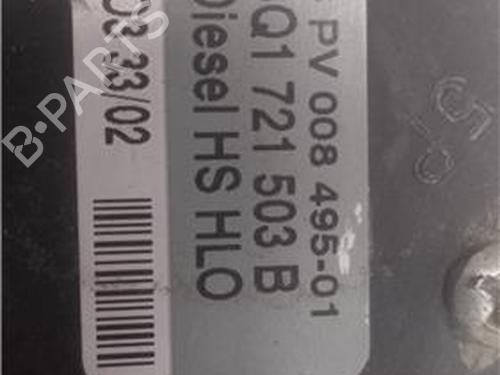 PV 008 495-01
Q1 721 503 B
Diesel HS HLO
03 33/02
B-PARTS